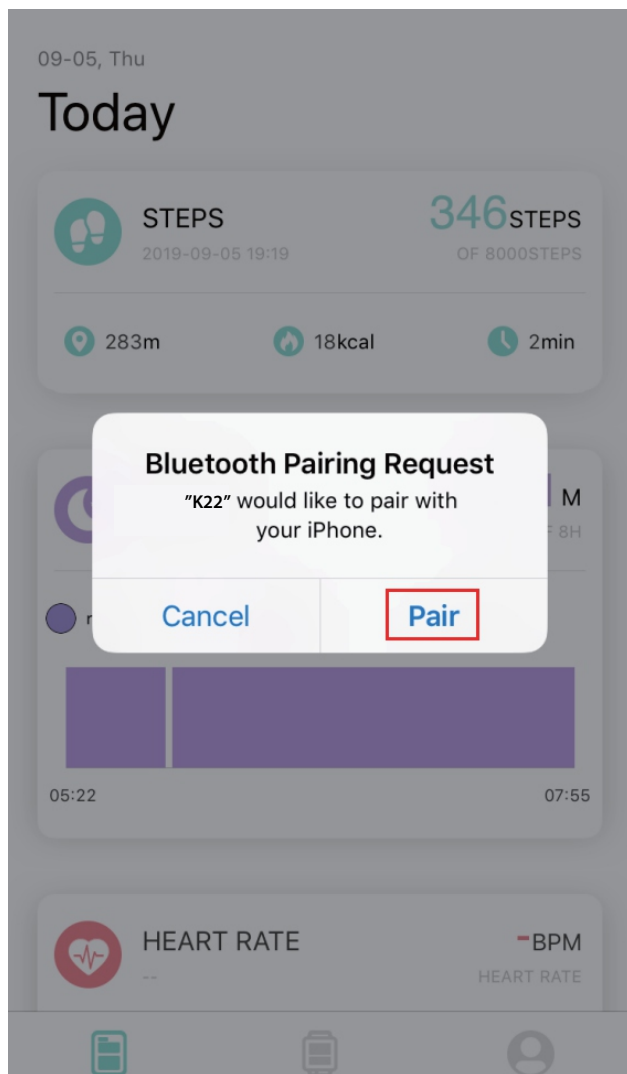 09-05, Thu
Today
STEPS
346STEPS
2019-09-05 19:19
OF 8000STEPS
283m
18kcal
2min
Bluetooth Pairing Request
"K22" would like to pair with
your iPhone.
M
8H
Cancel
Pair
05:22
07:55
HEART RATE
-BPM
--
HEART RATE